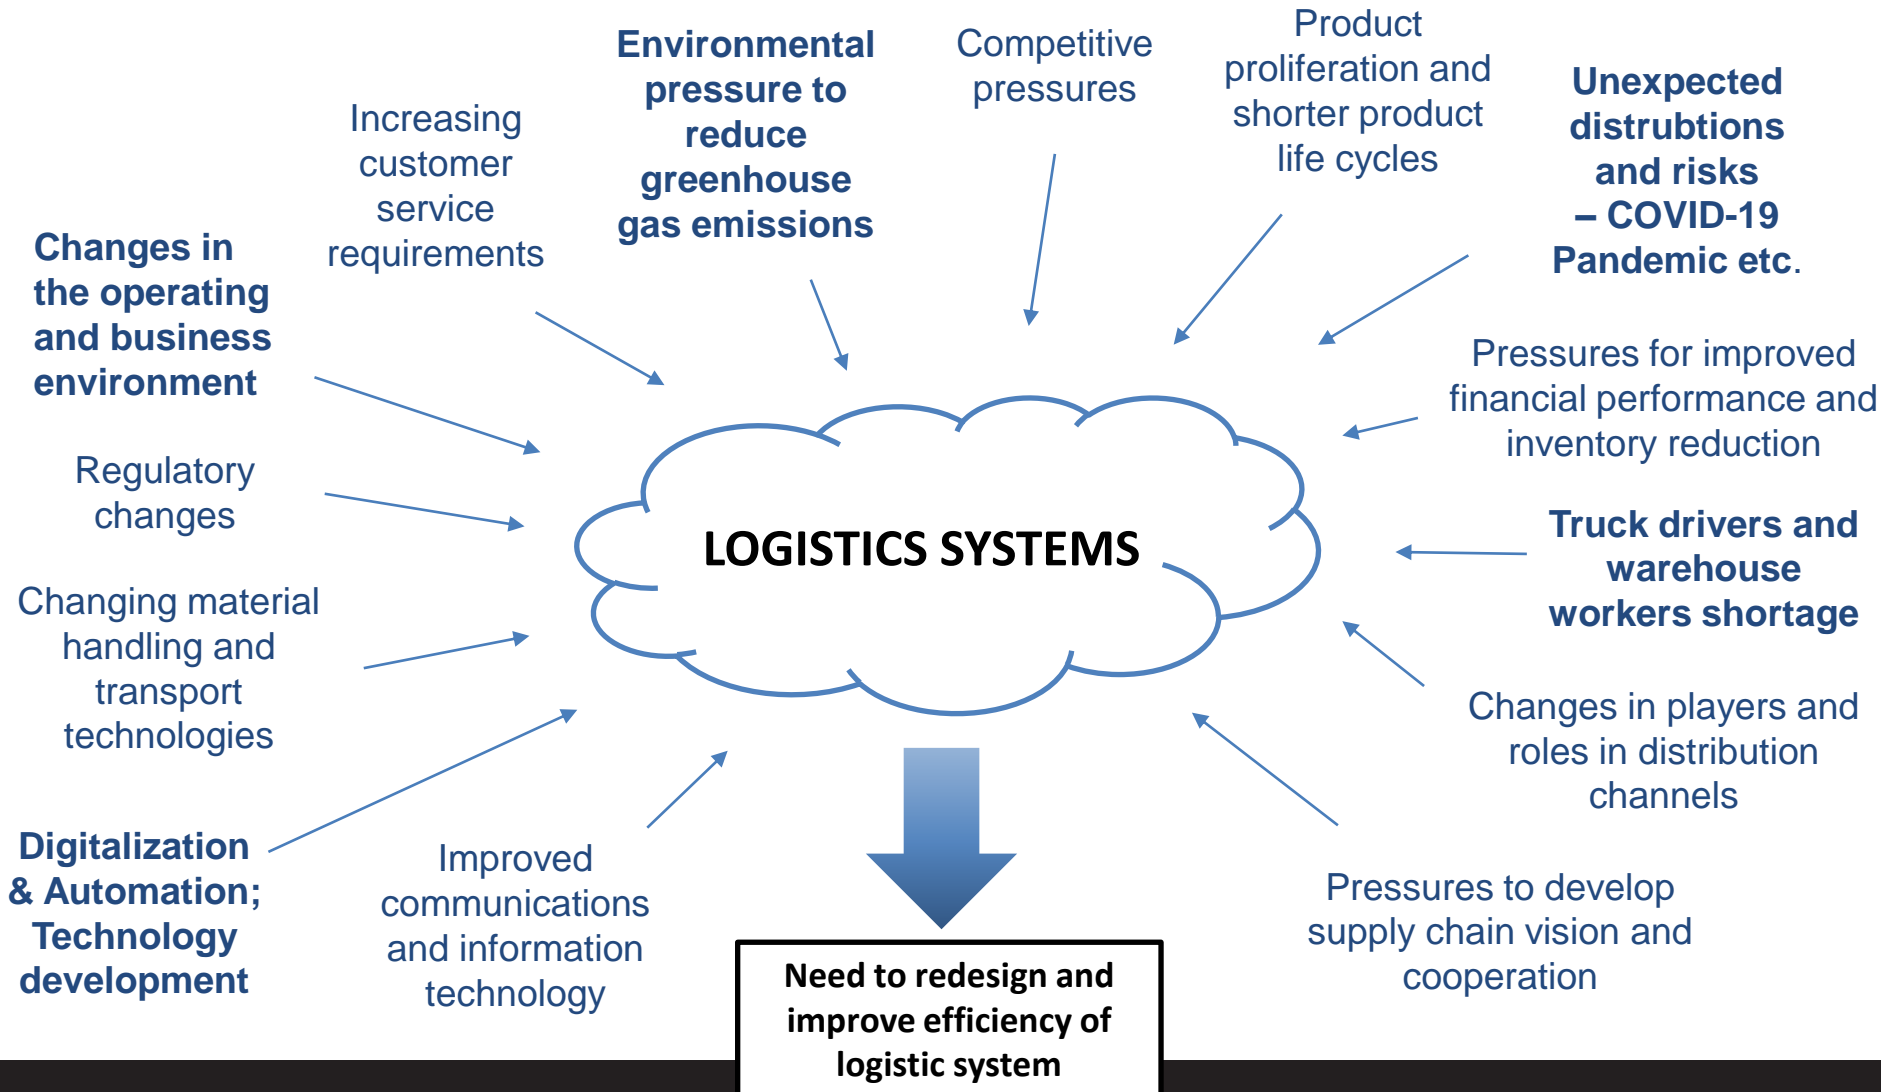 Environmental
pressure to
reduce
greenhouse
gas emissions
Competitive
pressures
Product
proliferation and
shorter product
life cycles
Unexpected
distrubtions
and risks
– COVID-19
Pandemic etc.
Increasing
customer
service
requirements
Changes in
the operating
and business
environment
Pressures for improved
financial performance and
inventory reduction
Regulatory
changes
LOGISTICS SYSTEMS
Truck drivers and
warehouse
workers shortage
Changing material
handling and
transport
technologies
Changes in players and
roles in distribution
channels
Digitalization
& Automation;
Technology
development
Improved
communications
and information
technology
Pressures to develop
supply chain vision and
cooperation
Need to redesign and
improve efficiency of
logistic system